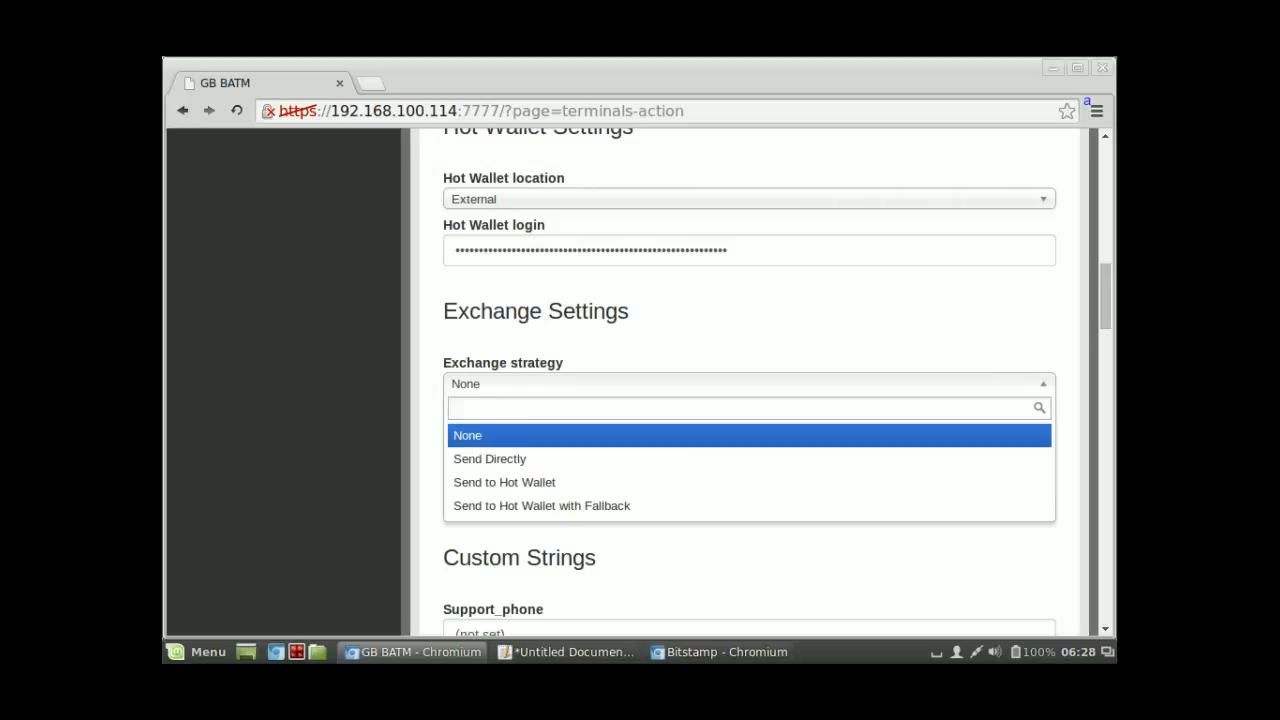 GB BATM
https://192.168.100.114:7777/?page=terminals-action
a
Hot Wallet Settings
Hot Wallet location
External
Hot Wallet login
Exchange Settings
Exchange strategy
None
None
Send Directly
Send to Hot Wallet
Send to Hot Wallet with Fallback
Custom Strings
Support_phone
(not set)
Menu
GB BATM - Chromium
*Untitled Documen...
Bitstamp - Chromium
100%
06:28